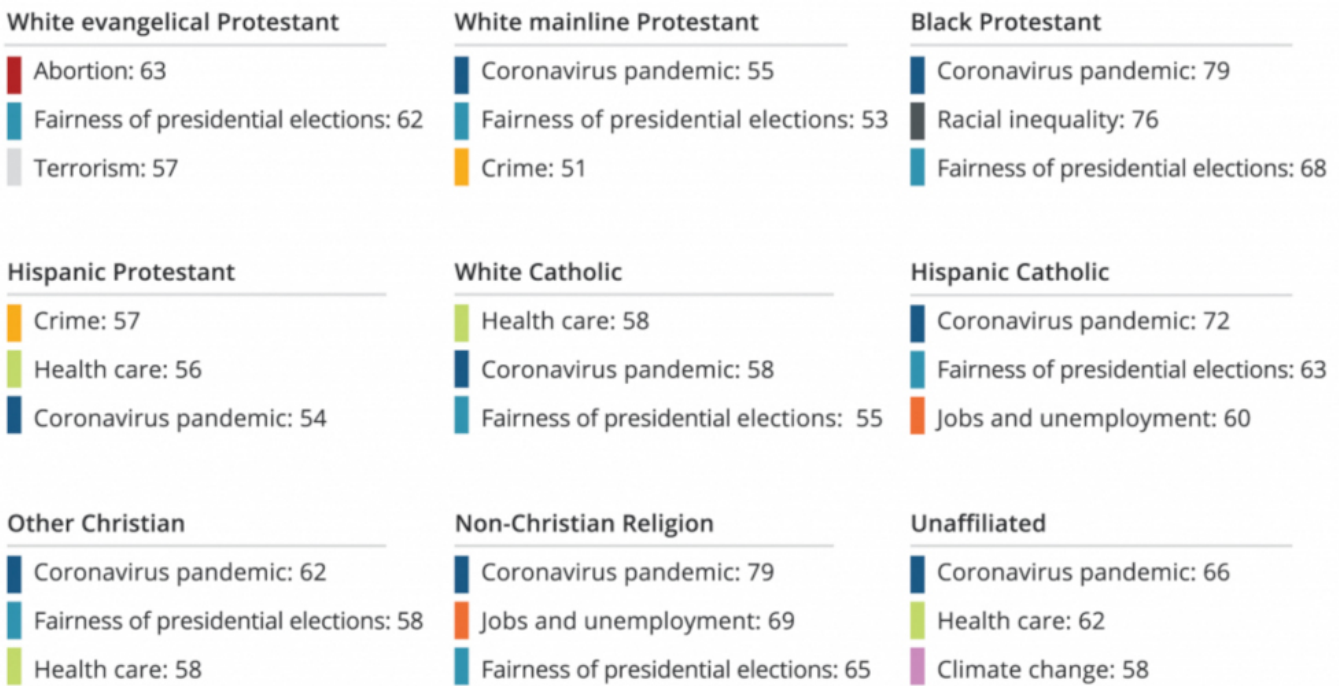 White evangelical Protestant
Abortion: 63
Fairness of presidential elections: 62
Terrorism: 57
White mainline Protestant
Coronavirus pandemic: 55
Fairness of presidential elections: 53
Crime: 51
Black Protestant
Coronavirus pandemic: 79
Racial inequality: 76
Fairness of presidential elections: 68
Hispanic Protestant
Crime: 57
Health care: 56
Coronavirus pandemic: 54
White Catholic
Health care: 58
Coronavirus pandemic: 58
Fairness of presidential elections: 55
Hispanic Catholic
Coronavirus pandemic: 72
Fairness of presidential elections: 63
Jobs and unemployment: 60
Other Christian
Coronavirus pandemic: 62
Fairness of presidential elections: 58
Health care: 58
Non-Christian Religion
Coronavirus pandemic: 79
Jobs and unemployment: 69
Fairness of presidential elections: 65
Unaffiliated
Coronavirus pandemic: 66
Health care: 62
Climate change: 58